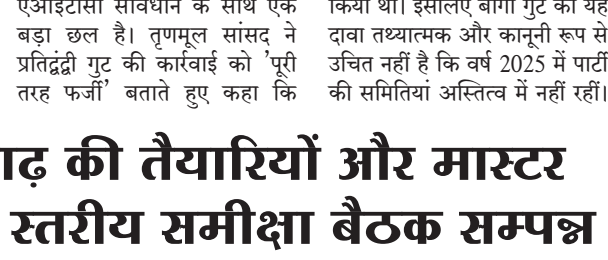 एआईटीसी संविधान के साथ एक
बड़ा छल है। तृणमूल सांसद ने
प्रतिद्वंद्वी गुट की कार्रवाई को 'पूरी
तरह फर्जी' बताते हुए कहा कि
किया था। इसलिए बागी गुट का यह
दावा तथ्यात्मक और कानूनी रूप से
उचित नहीं है कि वर्ष 2025 में पार्टी
की समितियां अस्तित्व में नहीं रहीं।
की तैयारियों और मास्टर
स्तरीय समीक्षा बैठक सम्पन्न